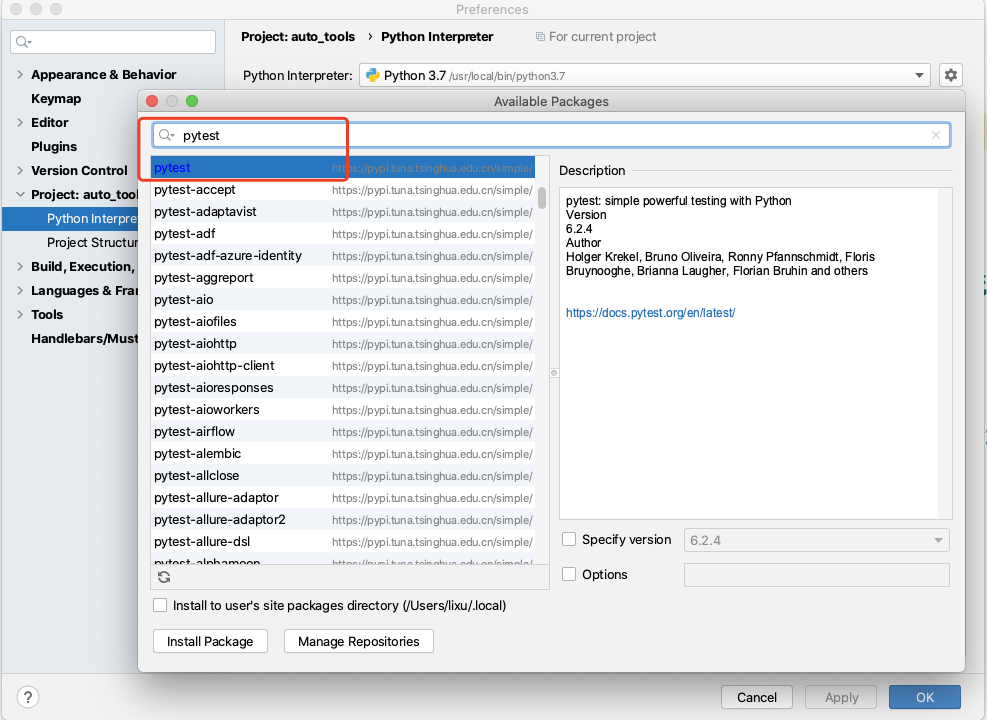 Preferences
Project: auto_tools › Python Interpreter For current project
Python Interpreter: Python 3.7 /usr/local/bin/python3.7
Appearance & Behavior
Keymap
Editor
Plugins
Version Control
Project: auto_tool
Python Interpre
Project Structur
Build, Execution,
Languages & Fra
Tools
Handlebars/Must
Available Packages
pytest
pytest https://pypi.tuna.tsinghua.edu.cn/simple/
pytest-accept https://pypi.tuna.tsinghua.edu.cn/simple/
pytest-adaptavist https://pypi.tuna.tsinghua.edu.cn/simple/
pytest-adf https://pypi.tuna.tsinghua.edu.cn/simple/
pytest-adf-azure-identity https://pypi.tuna.tsinghua.edu.cn/simple/
pytest-aggreport https://pypi.tuna.tsinghua.edu.cn/simple/
pytest-aio https://pypi.tuna.tsinghua.edu.cn/simple/
pytest-aiofiles https://pypi.tuna.tsinghua.edu.cn/simple/
pytest-aiohttp https://pypi.tuna.tsinghua.edu.cn/simple/
pytest-aiohttp-client https://pypi.tuna.tsinghua.edu.cn/simple/
pytest-aioresponses https://pypi.tuna.tsinghua.edu.cn/simple/
pytest-aioworkers https://pypi.tuna.tsinghua.edu.cn/simple/
pytest-airflow https://pypi.tuna.tsinghua.edu.cn/simple/
pytest-alembic https://pypi.tuna.tsinghua.edu.cn/simple/
pytest-allclose https://pypi.tuna.tsinghua.edu.cn/simple/
pytest-allure-adaptor https://pypi.tuna.tsinghua.edu.cn/simple/
pytest-allure-adaptor2 https://pypi.tuna.tsinghua.edu.cn/simple/
pytest-allure-dsl https://pypi.tuna.tsinghua.edu.cn/simple/
pytest-alphamoon https://pypi.tuna.tsinghua.edu.cn/simple/
Description
pytest: simple powerful testing with Python
Version
6.2.4
Author
Holger Krekel, Bruno Oliveira, Ronny Pfannschmidt, Floris
Bruynooghe, Brianna Laugher, Florian Bruhin and others
https://docs.pytest.org/en/latest/
Specify version 6.2.4
Options
Install to user's site packages directory (/Users/lixu/.local)
Install Package Manage Repositories
? Cancel Apply OK